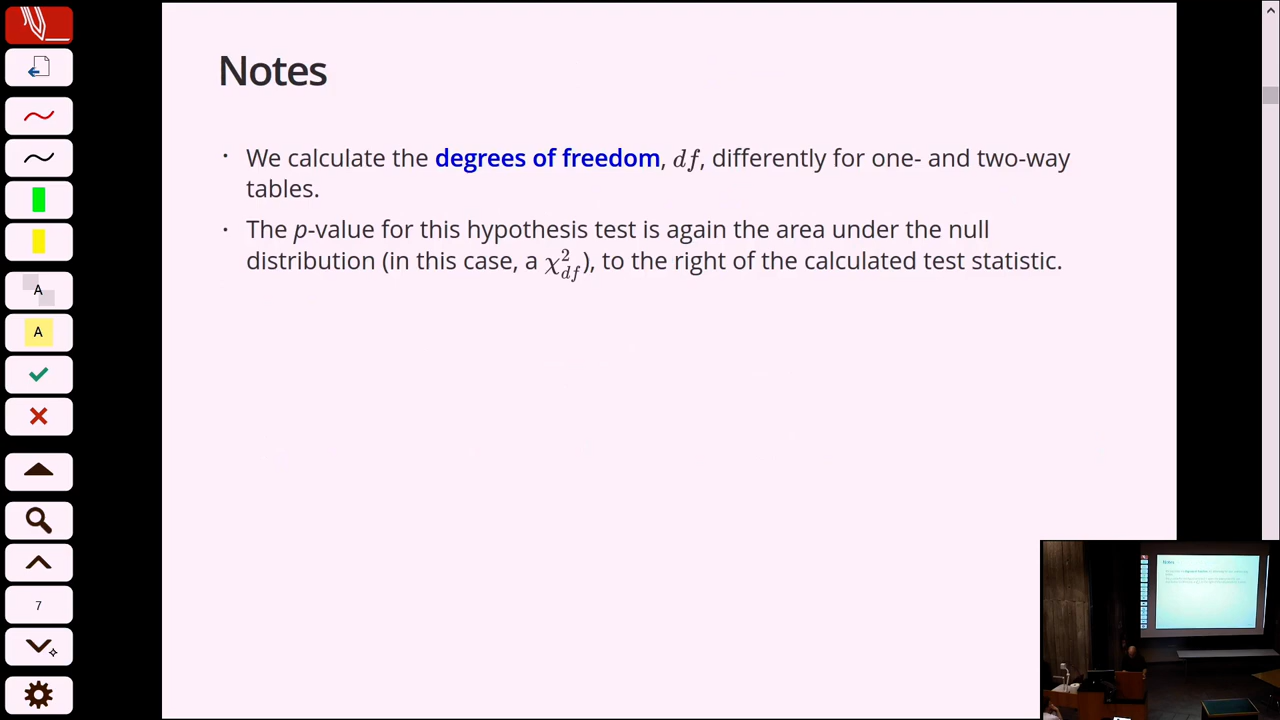 Notes
• We calculate the degrees of freedom, df, differently for one- and two-way
tables.
• The p-value for this hypothesis test is again the area under the null
distribution (in this case, a χ²_df), to the right of the calculated test statistic.
A
A
7
Notes